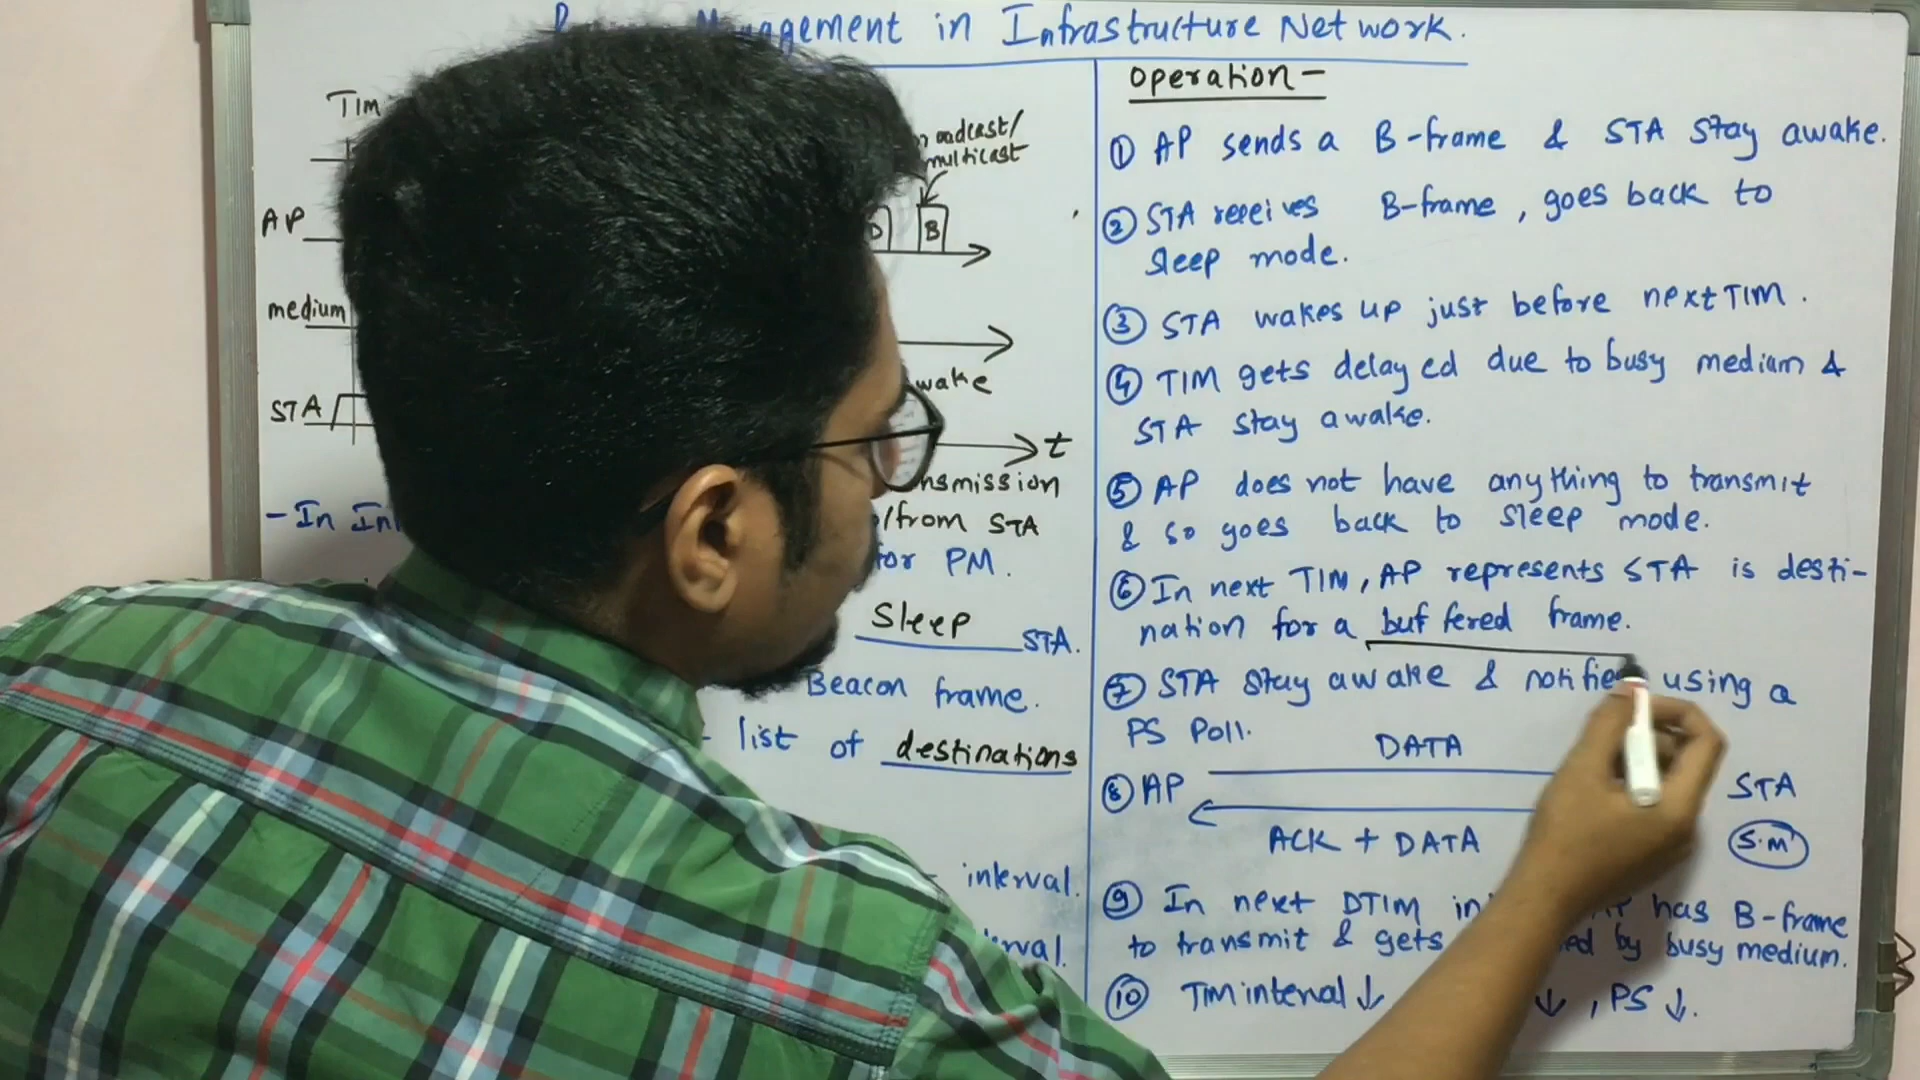 Management in Infrastructure Network.
TIM
multicast
AP
D
B
medium
STA
t
- In
/from STA
for PM.
Sleep STA.
Beacon frame.
- list of destinations
interval.
Operation -
① AP sends a B-frame & STA stay awake.
② STA receives B-frame, goes back to
sleep mode.
③ STA wakes up just before next TIM.
④ TIM gets delayed due to busy medium &
STA stay awake.
⑤ AP does not have anything to transmit
& so goes back to sleep mode.
⑥ In next TIM, AP represents STA is desti-
nation for a buffered frame.
⑦ STA stay awake & using a
PS Poll.
DATA
⑧ AP STA
ACK + DATA S.M
⑨ In next DTIM has B-frame
to transmit & gets by busy medium.
⑩ TIM interval ↓ ↓, PS ↓.